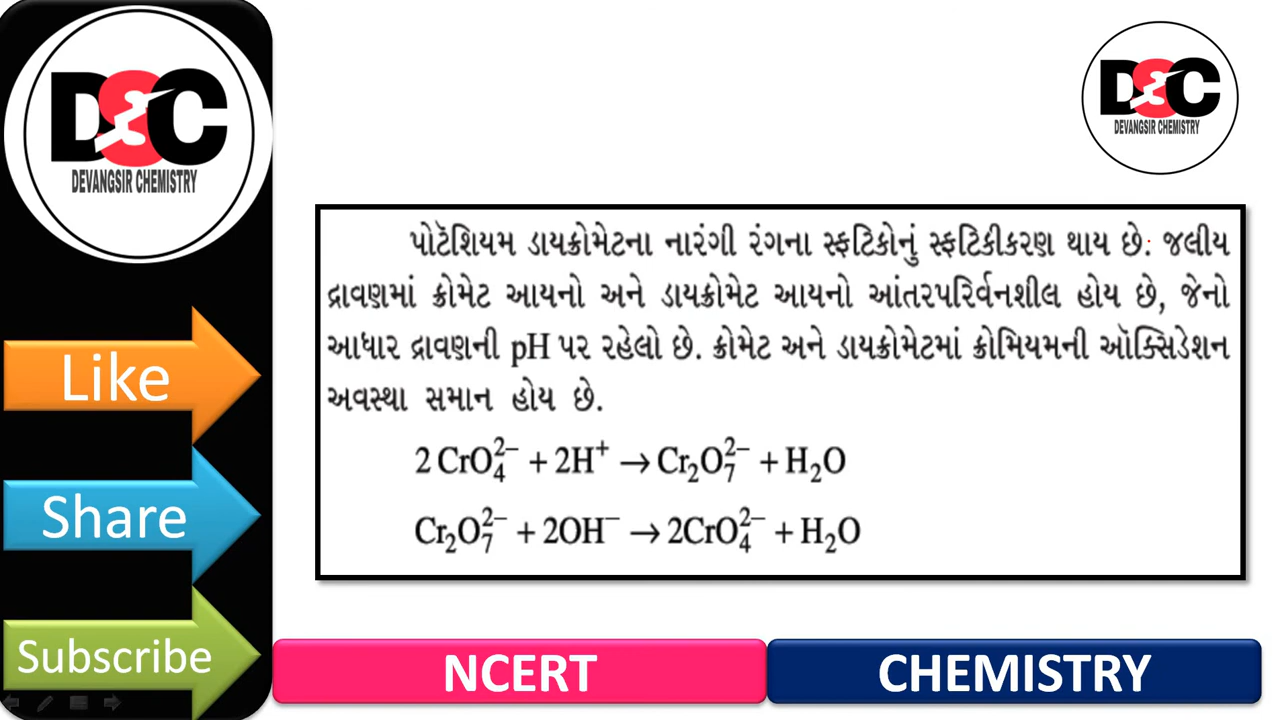 DSC
DEVANGSIR CHEMISTRY
DSC
DEVANGSIR CHEMISTRY
પોટૅશિયમ ડાયક્રોમેટના નારંગી રંગના સ્ફટિકોનું સ્ફટિકીકરણ થાય છે. જલીય
દ્રાવણમાં ક્રોમેટ આયનો અને ડાયક્રોમેટ આયનો આંતરપરિર્વનશીલ હોય છે, જેનો
આધાર દ્રાવણની pH પર રહેલો છે. ક્રોમેટ અને ડાયક્રોમેટમાં ક્રોમિયમની ઑક્સિડેશન
અવસ્થા સમાન હોય છે.
2 CrO₄²⁻ + 2H⁺ → Cr₂O₇²⁻ + H₂O
Cr₂O₇²⁻ + 2OH⁻ → 2CrO₄²⁻ + H₂O
Like
Share
Subscribe
NCERT
CHEMISTRY